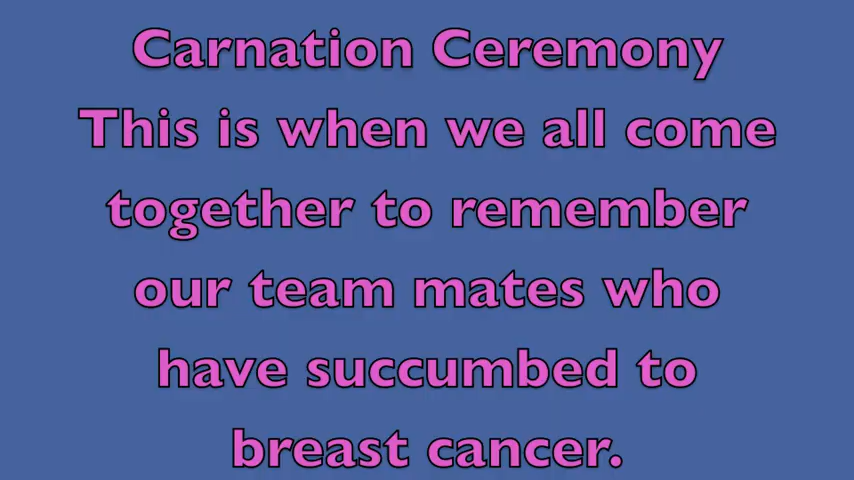 Carnation Ceremony
This is when we all come
together to remember
our team mates who
have succumbed to
breast cancer.